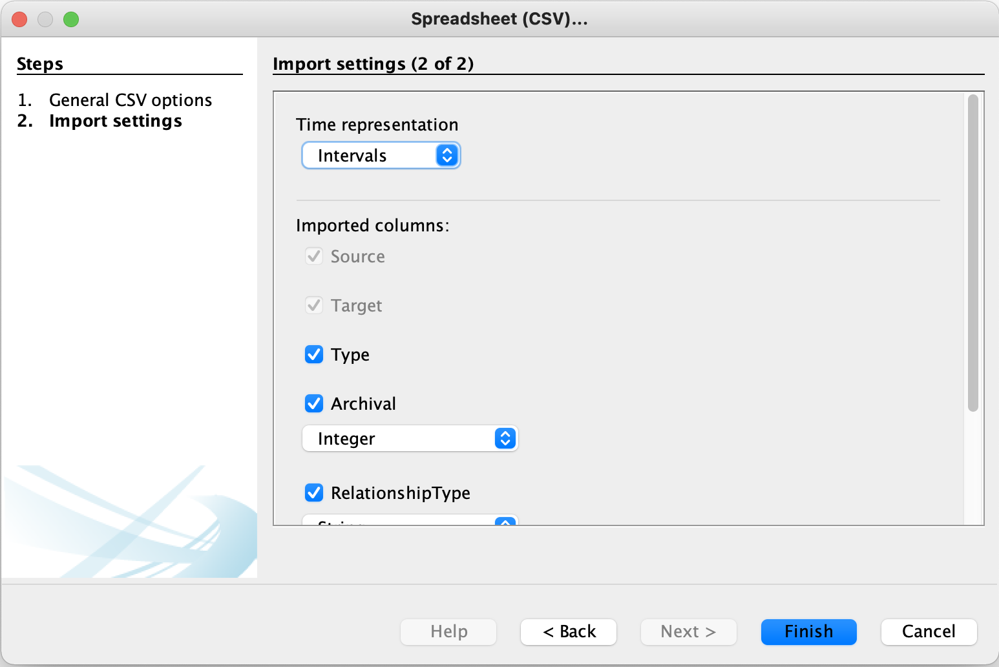 Spreadsheet (CSV)...
Steps
1. General CSV options
2. Import settings
Import settings (2 of 2)
Time representation
Intervals
Imported columns:
Source
Target
Type
Archival
Integer
RelationshipType
Help
< Back
Next >
Finish
Cancel